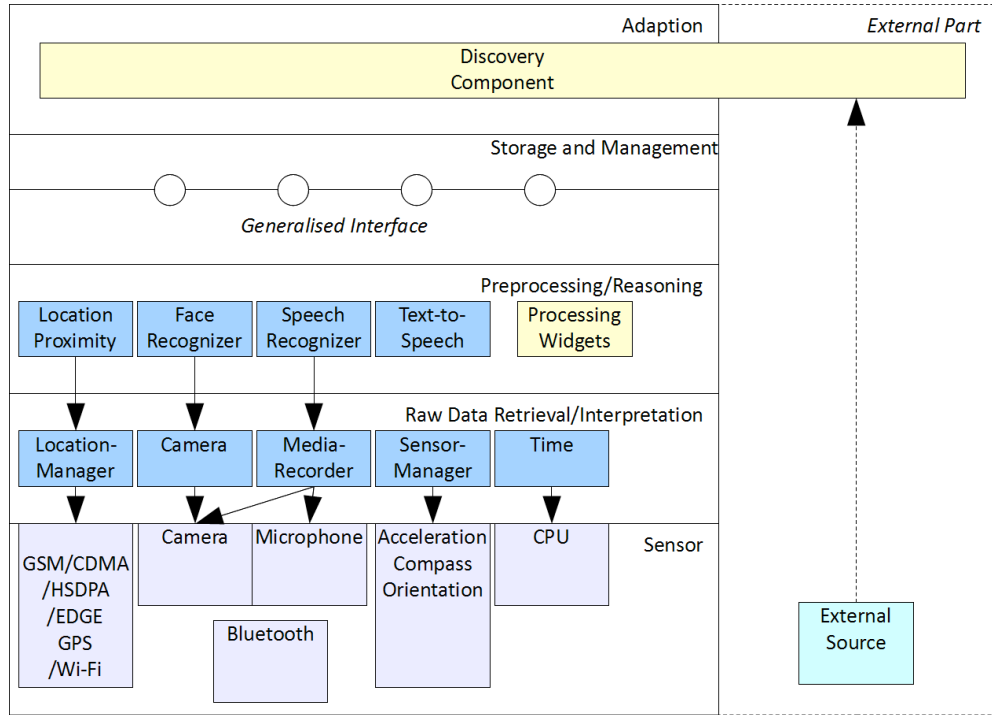 Adaption
External Part
Discovery
Component
Storage and Management
Generalised Interface
Preprocessing/Reasoning
Location
Proximity
Face
Recognizer
Speech
Recognizer
Text-to-
Speech
Processing
Widgets
Raw Data Retrieval/Interpretation
Location-
Manager
Camera
Media-
Recorder
Sensor-
Manager
Time
Sensor
GSM/CDMA
/HSDPA
/EDGE
GPS
/Wi-Fi
Camera
Microphone
Acceleration
Compass
Orientation
CPU
Bluetooth
External
Source